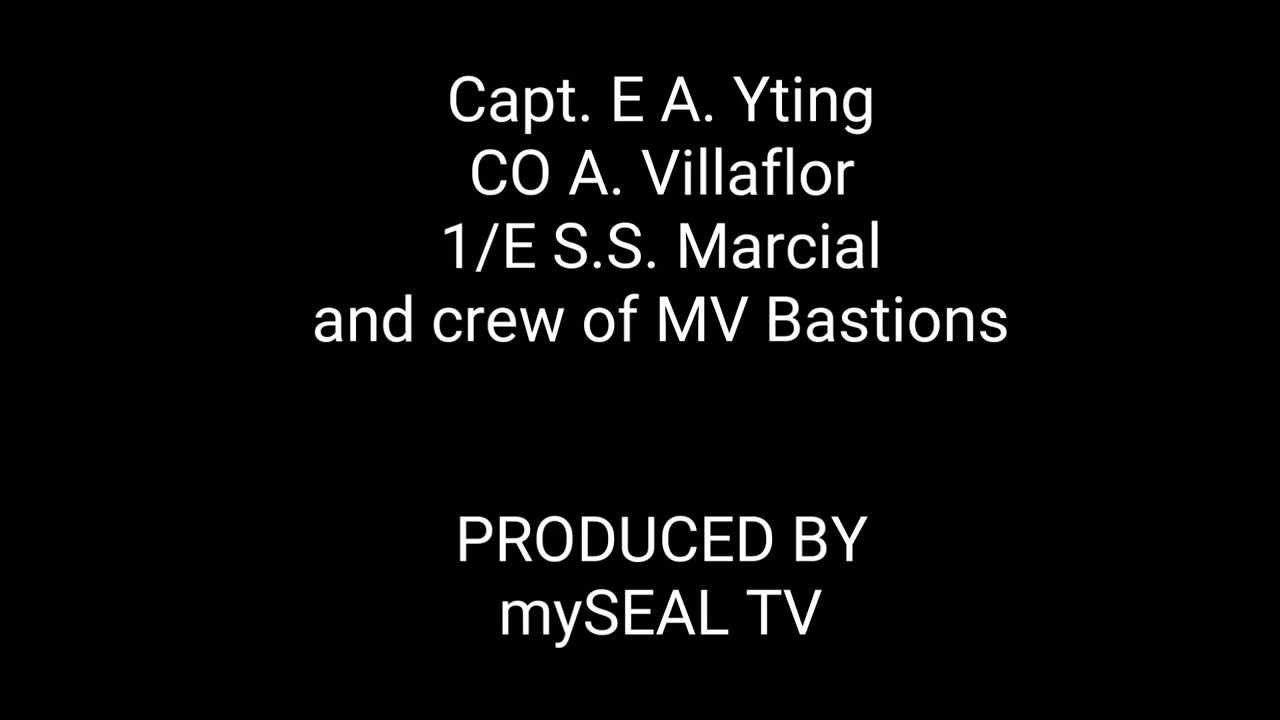 Capt. E A. Yting
CO A. Villaflor
1/E S.S. Marcial
and crew of MV Bastions
PRODUCED BY
mySEAL TV